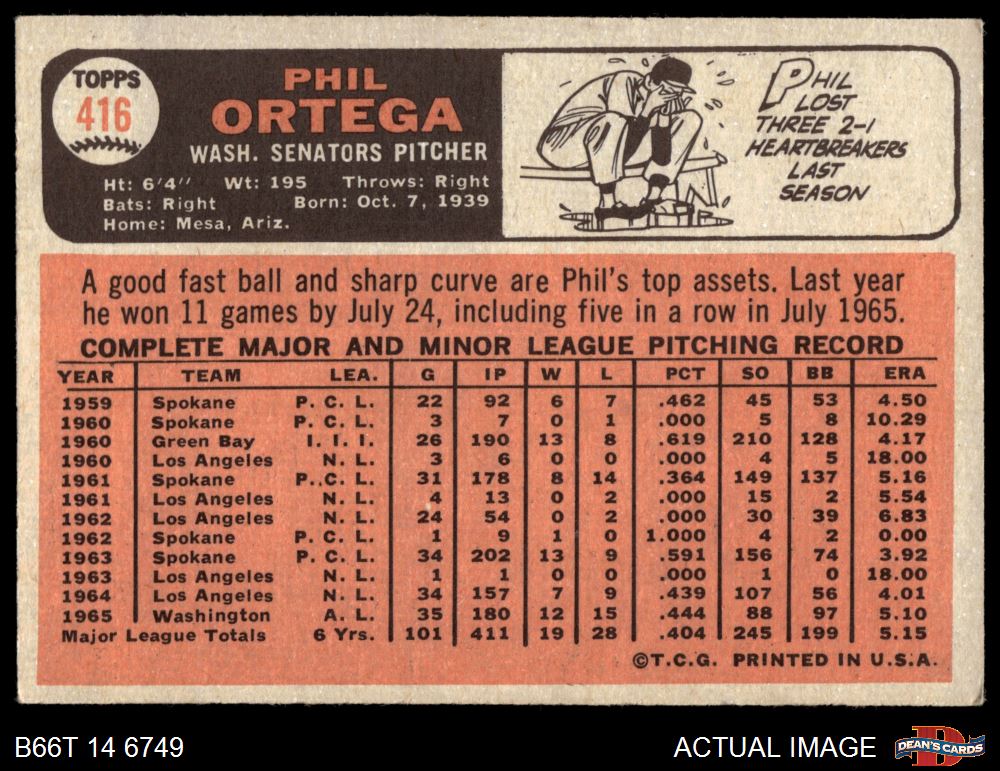 TOPPS
416
PHIL
ORTEGA
WASH. SENATORS PITCHER
Ht: 6'4" Wt: 195 Throws: Right
Bats: Right Born: Oct. 7, 1939
Home: Mesa, Ariz.
PHIL
LOST
THREE 2-1
HEARTBREAKERS
LAST
SEASON
A good fast ball and sharp curve are Phil's top assets. Last year
he won 11 games by July 24, including five in a row in July 1965.
COMPLETE MAJOR AND MINOR LEAGUE PITCHING RECORD
YEAR TEAM LEA. G IP W L PCT SO BB ERA
1959 Spokane P. C. L. 22 92 6 7 .462 45 53 4.50
1960 Spokane P. C. L. 3 7 0 1 .000 5 8 10.29
1960 Green Bay I. I. I. 26 190 13 8 .619 210 128 4.17
1960 Los Angeles N. L. 3 6 0 0 .000 4 5 18.00
1961 Spokane P. C. L. 31 178 8 14 .364 149 137 5.16
1961 Los Angeles N. L. 4 13 0 2 .000 15 2 5.54
1962 Los Angeles N. L. 24 54 0 2 .000 30 39 6.83
1962 Spokane P. C. L. 1 9 1 0 1.000 4 2 0.00
1963 Spokane P. C. L. 34 202 13 9 .591 156 74 3.92
1963 Los Angeles N. L. 1 1 0 0 .000 1 0 18.00
1964 Los Angeles N. L. 34 157 7 9 .439 107 56 4.01
1965 Washington A. L. 35 180 12 15 .444 88 97 5.10
Major League Totals 6 Yrs. 101 411 19 28 .404 245 199 5.15
©T.C.G. PRINTED IN U.S.A.
B66T 14 6749
ACTUAL IMAGE
DEAN'S CARDS